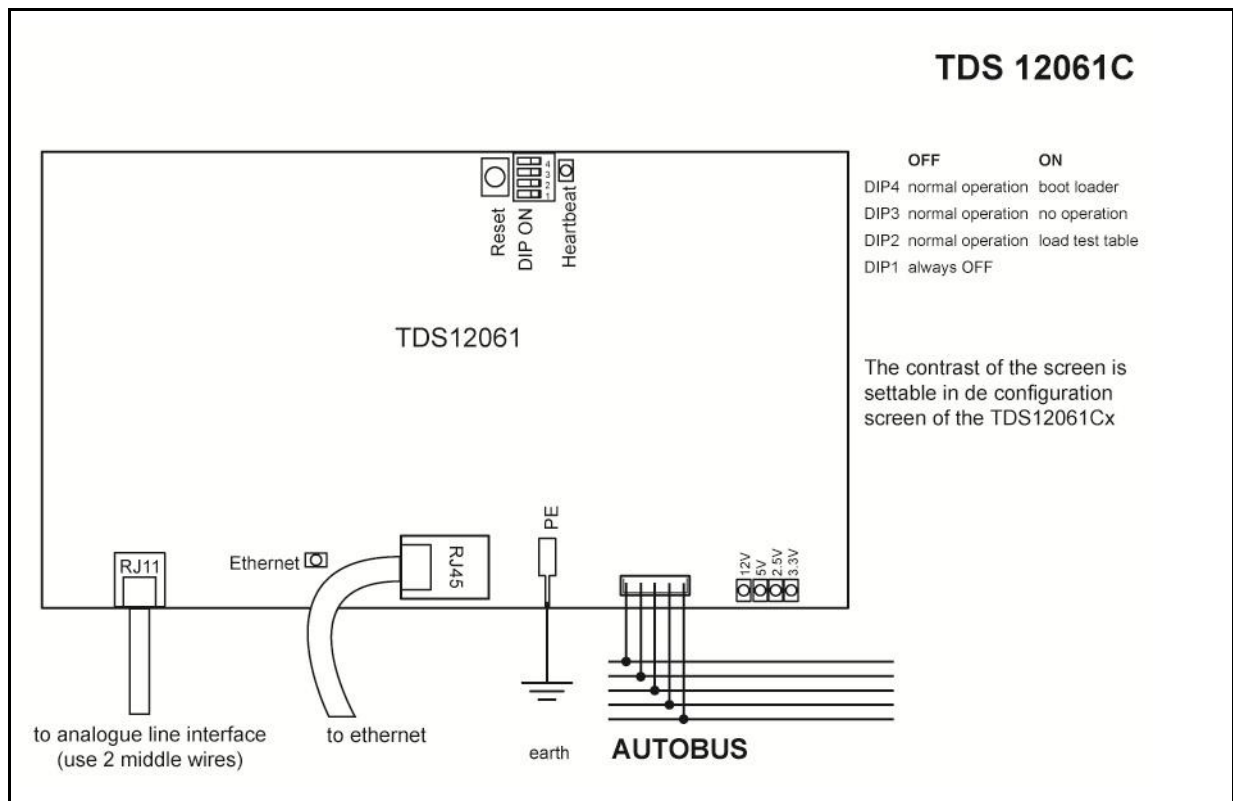 TDS 12061C
OFF ON
DIP4 normal operation boot loader
DIP3 normal operation no operation
DIP2 normal operation load test table
DIP1 always OFF
4
3
2
1
Reset
DIP ON
Heartbeat
TDS12061
The contrast of the screen is
settable in de configuration
screen of the TDS12061Cx
RJ11
Ethernet
RJ45
PE
12V
5V
2.5V
3.3V
to analogue line interface
(use 2 middle wires)
to ethernet
earth
AUTOBUS